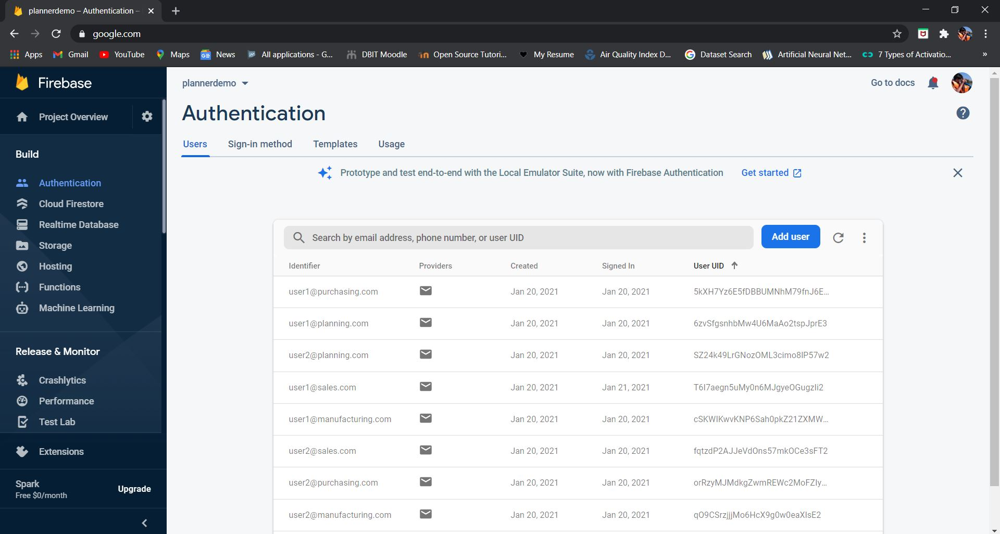 plannerdemo – Authentication –
google.com
Apps Gmail YouTube Maps News All applications - G... DBIT Moodle Open Source Tutori... My Resume Air Quality Index D... Dataset Search Artificial Neural Net... 7 Types of Activatio... »
Firebase
Project Overview
Build
Authentication
Cloud Firestore
Realtime Database
Storage
Hosting
Functions
Machine Learning
Release & Monitor
Crashlytics
Performance
Test Lab
Extensions
Spark
Free $0/month
Upgrade
plannerdemo
Go to docs
Authentication
Users Sign-in method Templates Usage
Prototype and test end-to-end with the Local Emulator Suite, now with Firebase Authentication Get started
Search by email address, phone number, or user UID
Add user
Identifier Providers Created Signed In User UID
user1@purchasing.com Jan 20, 2021 Jan 20, 2021 5kXH7Yz6E5fDBBUMNhM79fnJ6E...
user1@planning.com Jan 20, 2021 Jan 20, 2021 6zvSfgsnhbMw4U6MaAo2tspJprE3
user2@planning.com Jan 20, 2021 Jan 20, 2021 SZ24k49LrGNozOML3cimo8IP57w2
user1@sales.com Jan 20, 2021 Jan 21, 2021 T6I7aegn5uMy0n6MJgyeOGugzIi2
user1@manufacturing.com Jan 20, 2021 Jan 20, 2021 cSKWIKwvKNP6Sah0pkZ21ZXMW...
user2@sales.com Jan 20, 2021 Jan 20, 2021 fqtzdP2AJJeVdOns57mkOCe3sFT2
user2@purchasing.com Jan 20, 2021 Jan 20, 2021 orRzyMJMdkgZwmREWc2MoFZIy...
user2@manufacturing.com Jan 20, 2021 Jan 20, 2021 qO9CSrzjjjMo6HcX9g0w0eaXIsE2